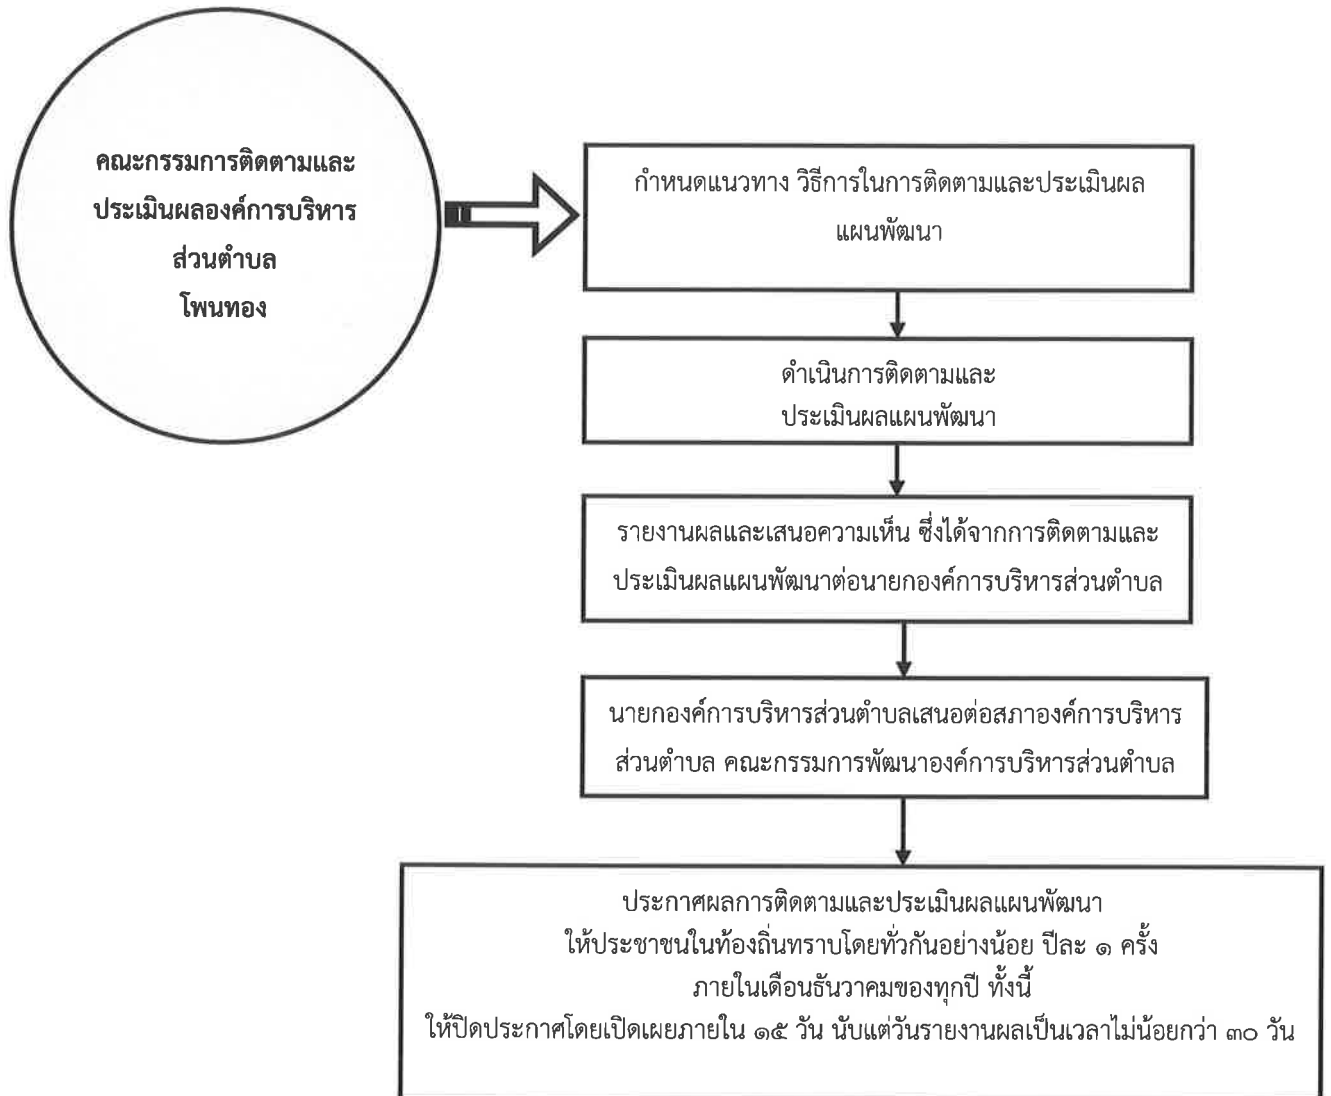 คณะกรรมการติดตามและ
ประเมินผลองค์การบริหาร
ส่วนตำบล
โพนทอง
กำหนดแนวทาง วิธีการในการติดตามและประเมินผล
แผนพัฒนา
ดำเนินการติดตามและ
ประเมินผลแผนพัฒนา
รายงานผลและเสนอความเห็น ซึ่งได้จากการติดตามและ
ประเมินผลแผนพัฒนาต่อนายกองค์การบริหารส่วนตำบล
นายกองค์การบริหารส่วนตำบลเสนอต่อสภาองค์การบริหาร
ส่วนตำบล คณะกรรมการพัฒนาองค์การบริหารส่วนตำบล
ประกาศผลการติดตามและประเมินผลแผนพัฒนา
ให้ประชาชนในท้องถิ่นทราบโดยทั่วกันอย่างน้อย ปีละ ๑ ครั้ง
ภายในเดือนธันวาคมของทุกปี ทั้งนี้
ให้ปิดประกาศโดยเปิดเผยภายใน ๑๕ วัน นับแต่วันรายงานผลเป็นเวลาไม่น้อยกว่า ๓๐ วัน